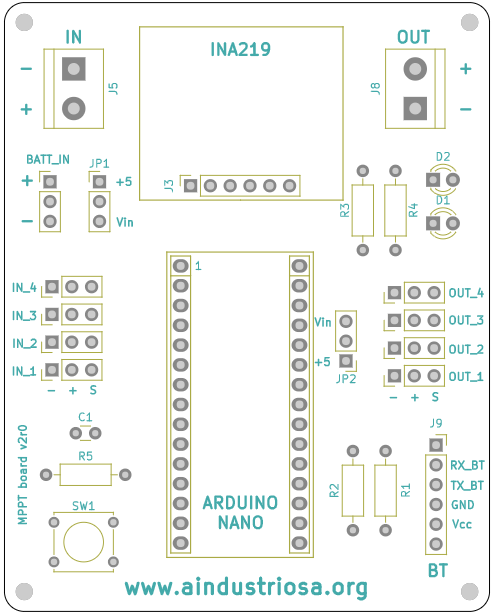 IN
OUT
INA219
-
+
J5
J8
+
-
BATT_IN
JP1
+
-
+5
Vin
J3
R3
R4
D2
D1
1
IN_4
IN_3
IN_2
IN_1
- + S
Vin
+5
JP2
OUT_4
OUT_3
OUT_2
OUT_1
- + S
MPPT board v2r0
C1
R5
SW1
ARDUINO
NANO
R2
R1
J9
RX_BT
TX_BT
GND
Vcc
BT
www.aindustriosa.org